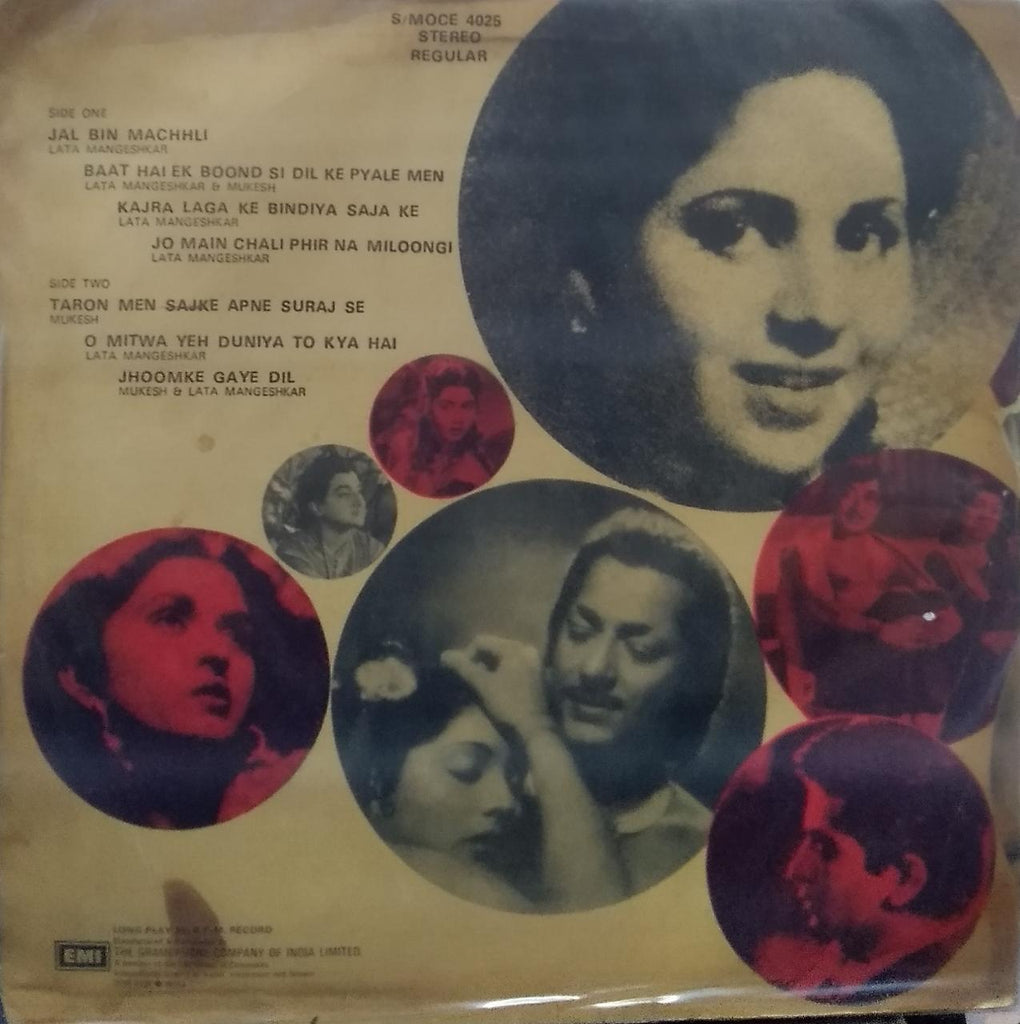 S/MOCE 4025
STEREO
REGULAR
SIDE ONE
JAL BIN MACHHLI
LATA MANGESHKAR
BAAT HAI EK BOOND SI DIL KE PYALE MEN
LATA MANGESHKAR & MUKESH
KAJRA LAGA KE BINDIYA SAJA KE
LATA MANGESHKAR
JO MAIN CHALI PHIR NA MILOONGI
LATA MANGESHKAR
SIDE TWO
TARON MEN SAJKE APNE SURAJ SE
MUKESH
O MITWA YEH DUNIYA TO KYA HAI
LATA MANGESHKAR
JHOOMKE GAYE DIL
MUKESH & LATA MANGESHKAR
LONG PLAY R.P.M. RECORD
EMI
THE GRAMOPHONE COMPANY OF INDIA LIMITED